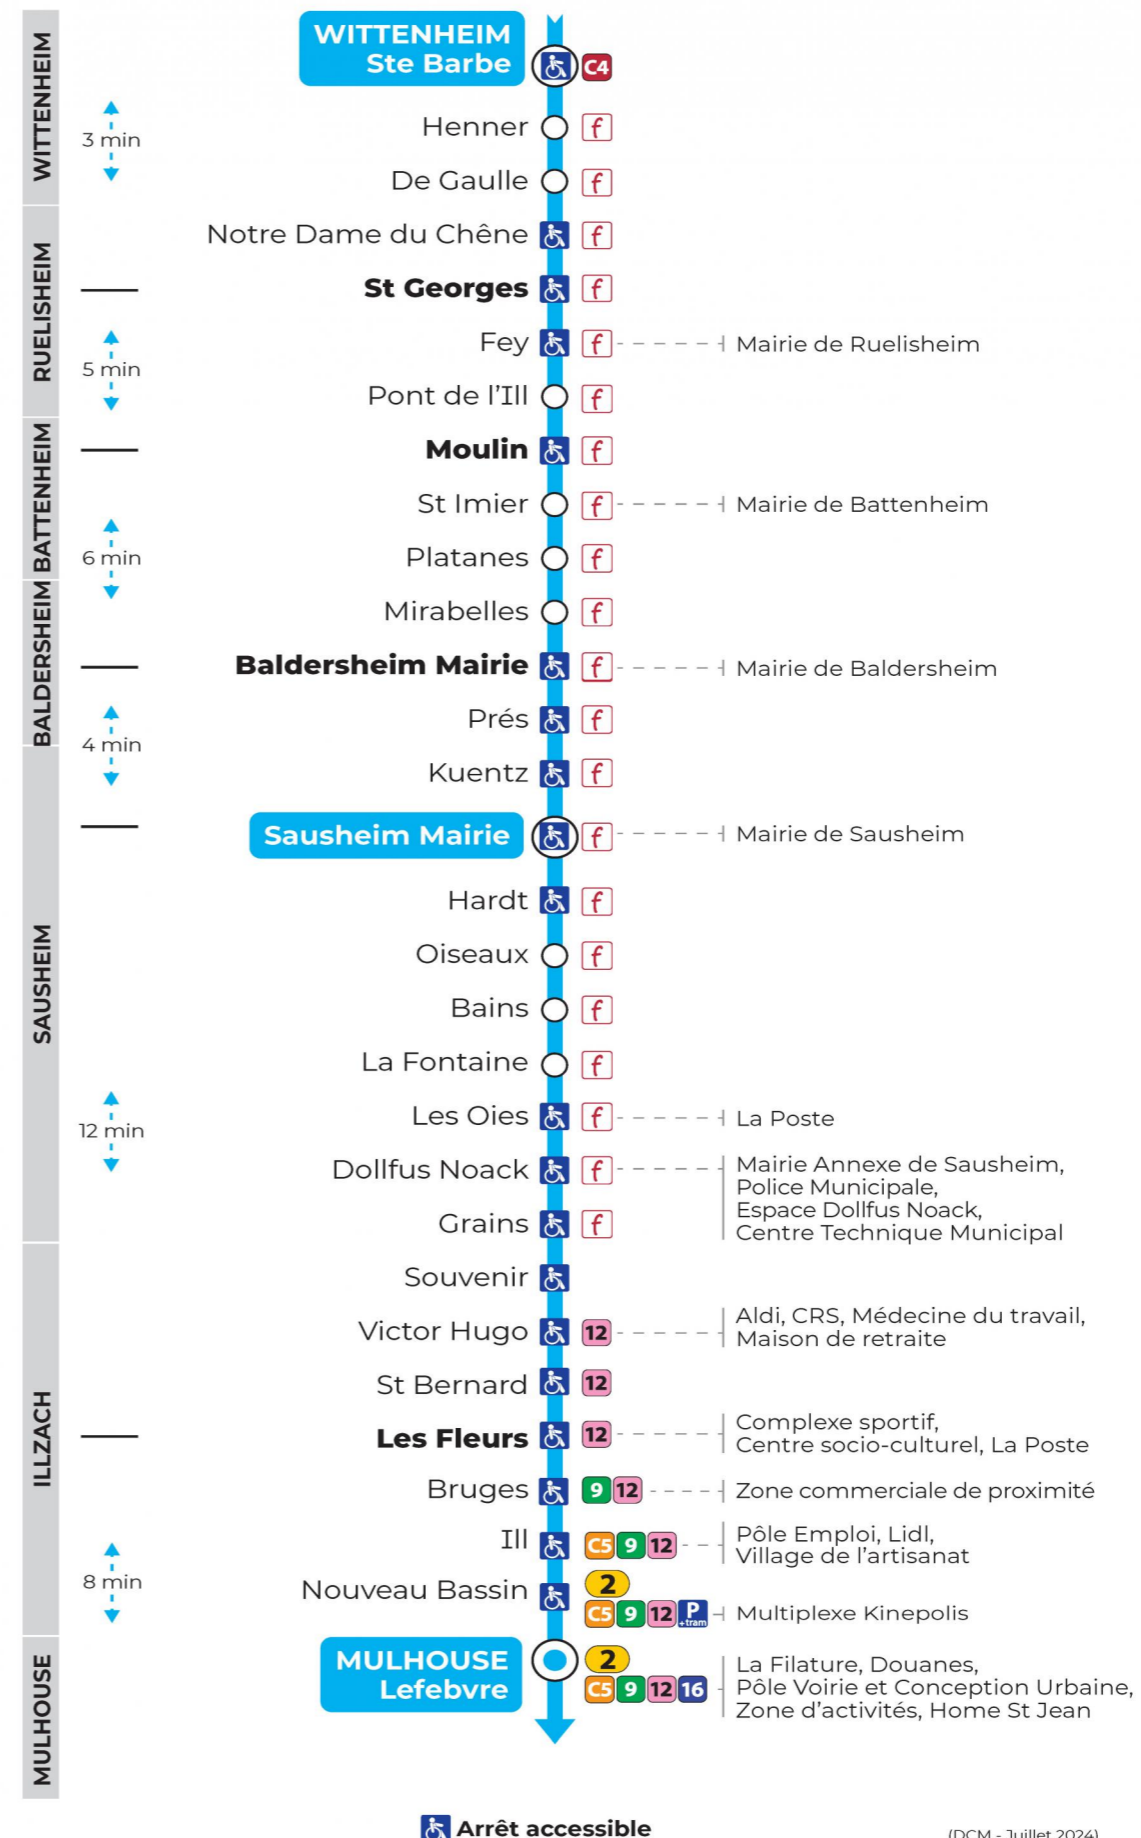 WITTENHEIM
Ste Barbe
C4
WITTENHEIM
3 min
Henner f
De Gaulle f
Notre Dame du Chêne f
RUELISHEIM
St Georges f
Fey f Mairie de Ruelisheim
5 min
Pont de l'Ill f
BATTENHEIM
Moulin f
St Imier f Mairie de Battenheim
6 min
Platanes f
Mirabelles f
BALDERSHEIM
Baldersheim Mairie f Mairie de Baldersheim
Prés f
4 min
Kuentz f
SAUSHEIM
Sausheim Mairie f Mairie de Sausheim
Hardt f
Oiseaux f
Bains f
La Fontaine f
Les Oies f La Poste
12 min
Dollfus Noack f Mairie Annexe de Sausheim,
Police Municipale,
Espace Dollfus Noack,
Centre Technique Municipal
Grains f
ILLZACH
Souvenir
Victor Hugo 12 Aldi, CRS, Médecine du travail,
Maison de retraite
St Bernard 12
Les Fleurs 12 Complexe sportif,
Centre socio-culturel, La Poste
Bruges 9 12 Zone commerciale de proximité
Ill C5 9 12 Pôle Emploi, Lidl,
Village de l'artisanat
8 min
Nouveau Bassin 2
C5 9 12 P +tram Multiplexe Kinepolis
MULHOUSE
MULHOUSE
Lefebvre
2
C5 9 12 16
La Filature, Douanes,
Pôle Voirie et Conception Urbaine,
Zone d'activités, Home St Jean
Arrêt accessible
(DCM - Juillet 2024)